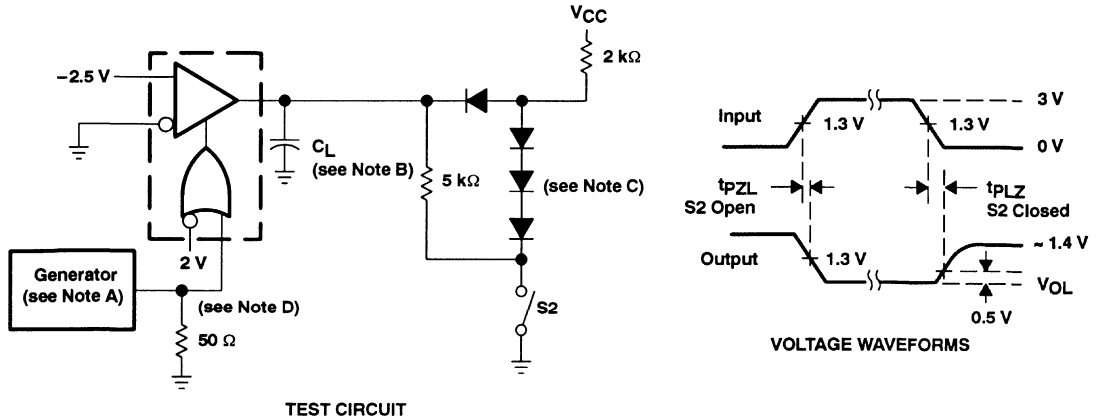 VCC
2 kΩ
−2.5 V
CL
(see Note B)
5 kΩ
(see Note C)
2 V
Generator
(see Note A)
(see Note D)
50 Ω
S2
TEST CIRCUIT
Input
3 V
1.3 V
1.3 V
0 V
tPZL
S2 Open
tPLZ
S2 Closed
Output
1.3 V
~ 1.4 V
VOL
0.5 V
VOLTAGE WAVEFORMS